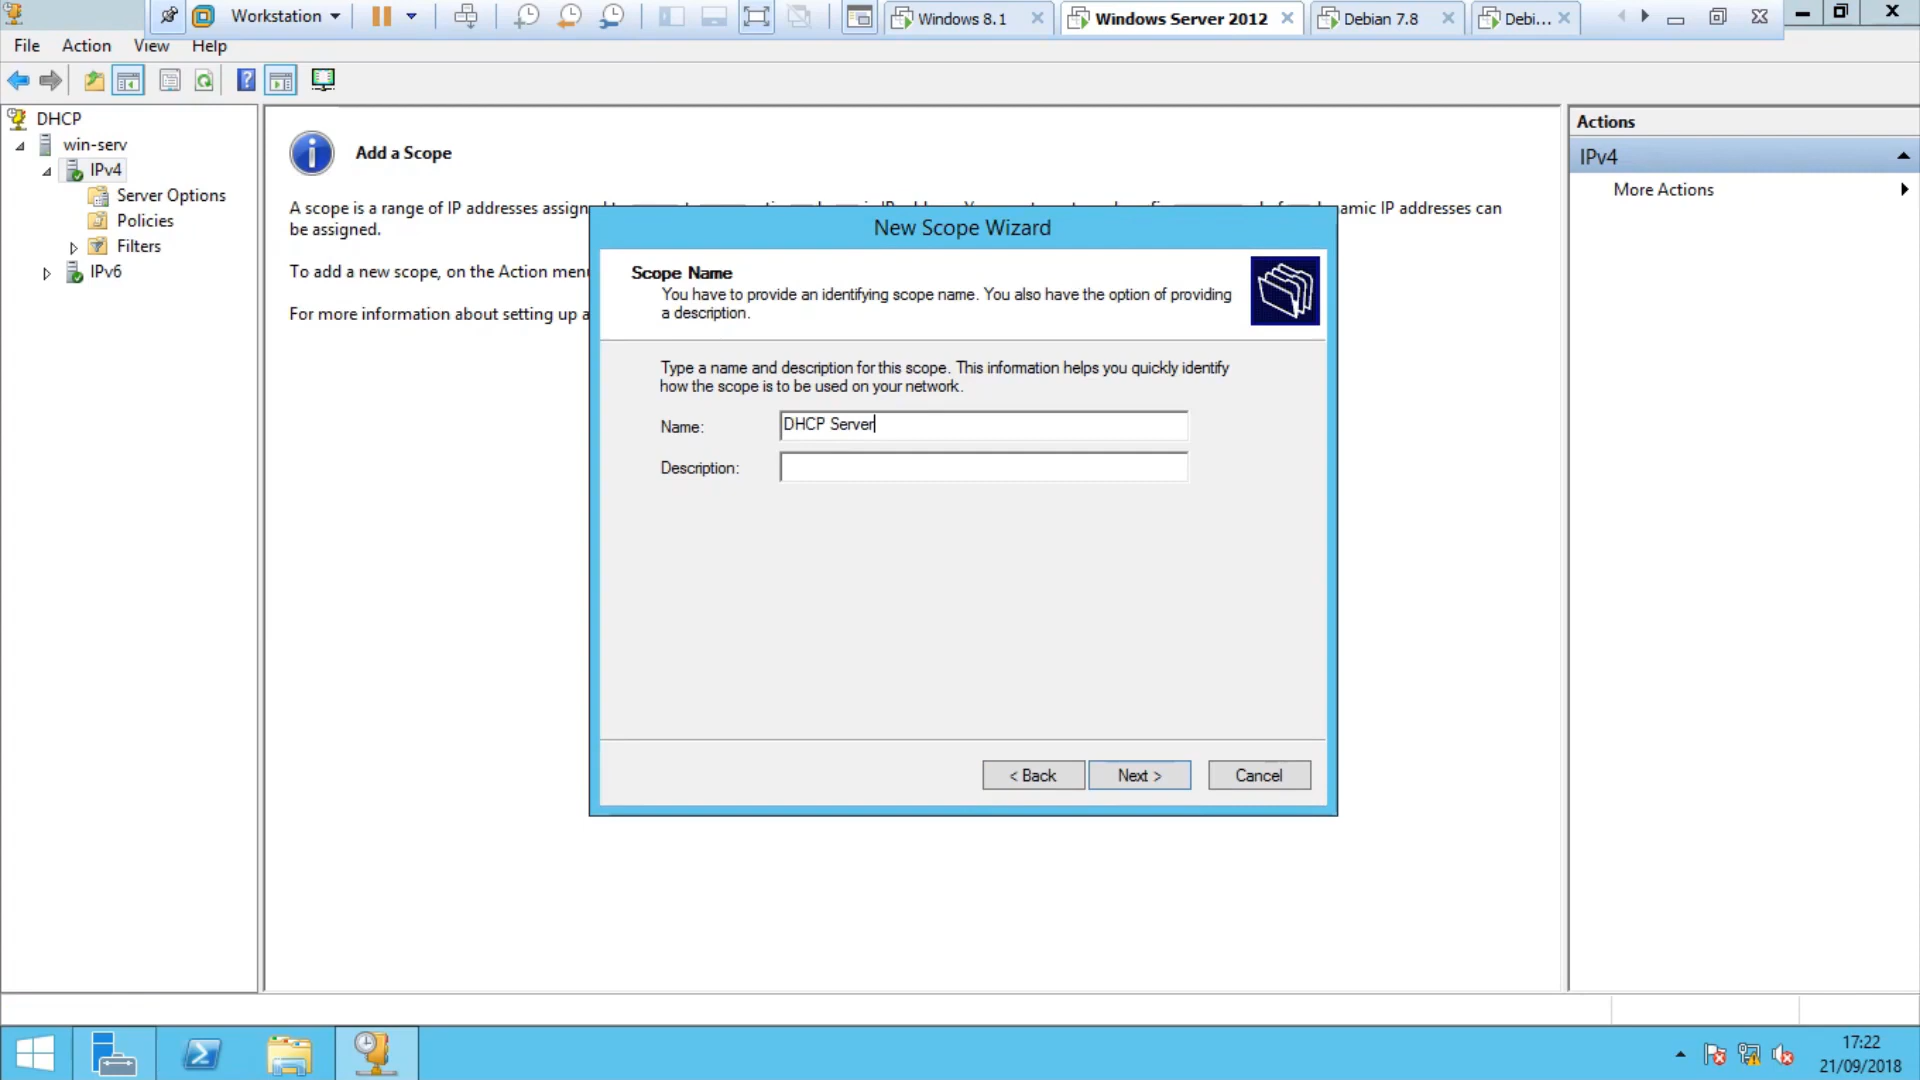 Workstation
Windows 8.1
Windows Server 2012
Debian 7.8
Debi...
File Action View Help
DHCP
win-serv
IPv4
Server Options
Policies
Filters
IPv6
Add a Scope
A scope is a range of IP addresses assigned
namic IP addresses can
be assigned.
To add a new scope, on the Action menu
For more information about setting up a
New Scope Wizard
Scope Name
You have to provide an identifying scope name. You also have the option of providing
a description.
Type a name and description for this scope. This information helps you quickly identify
how the scope is to be used on your network.
Name: DHCP Server
Description:
< Back Next > Cancel
Actions
IPv4
More Actions
17:22
21/09/2018